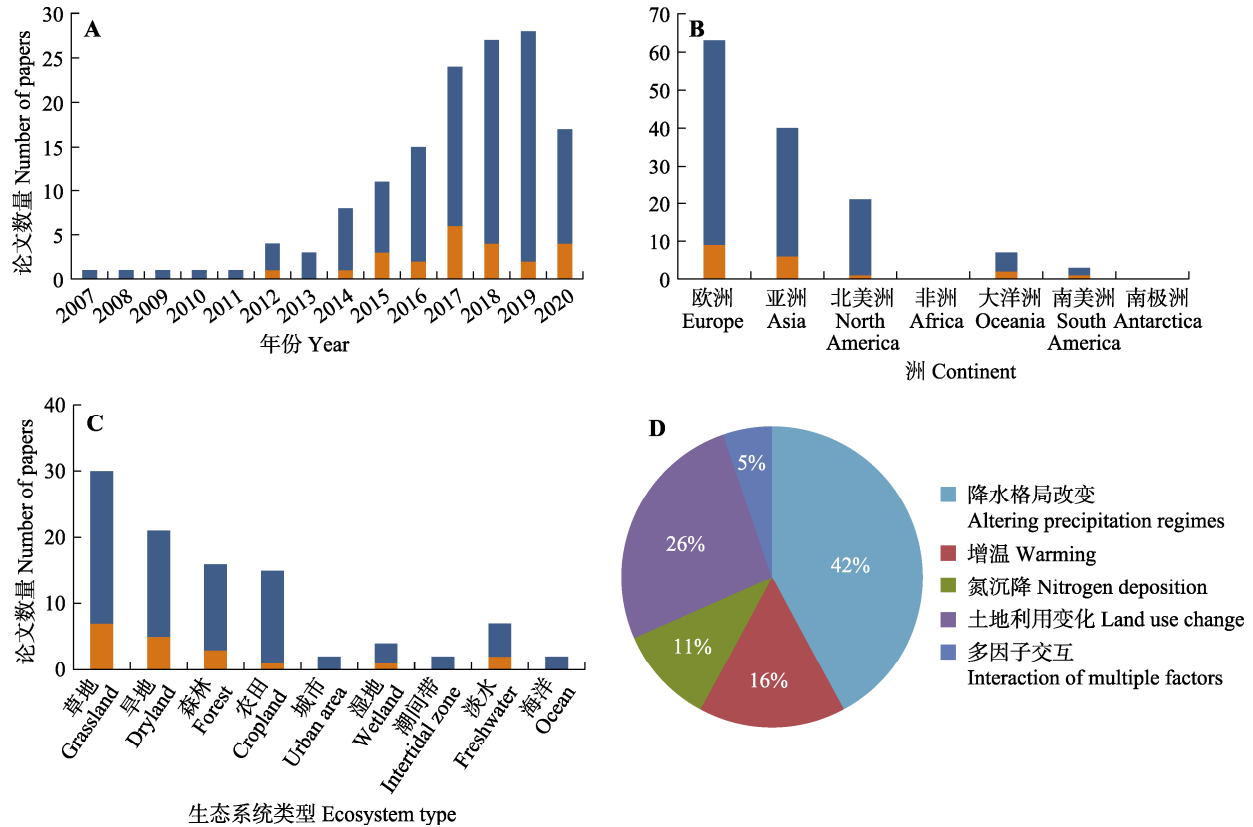 A
论文数量 Number of papers
30
25
20
15
10
5
0
2007
2008
2009
2010
2011
2012
2013
2014
2015
2016
2017
2018
2019
2020
年份 Year
B
70
60
50
40
30
20
10
0
欧洲
Europe
亚洲
Asia
北美洲
North
America
非洲
Africa
大洋洲
Oceania
南美洲
South
America
南极洲
Antarctica
洲 Continent
C
论文数量 Number of papers
40
30
20
10
0
草地
Grassland
旱地
Dryland
森林
Forest
农田
Cropland
城市
Urban area
湿地
Wetland
潮间带
Intertidal zone
淡水
Freshwater
海洋
Ocean
生态系统类型 Ecosystem type
D
5%
26%
42%
11%
16%
降水格局改变
Altering precipitation regimes
增温 Warming
氮沉降 Nitrogen deposition
土地利用变化 Land use change
多因子交互
Interaction of multiple factors